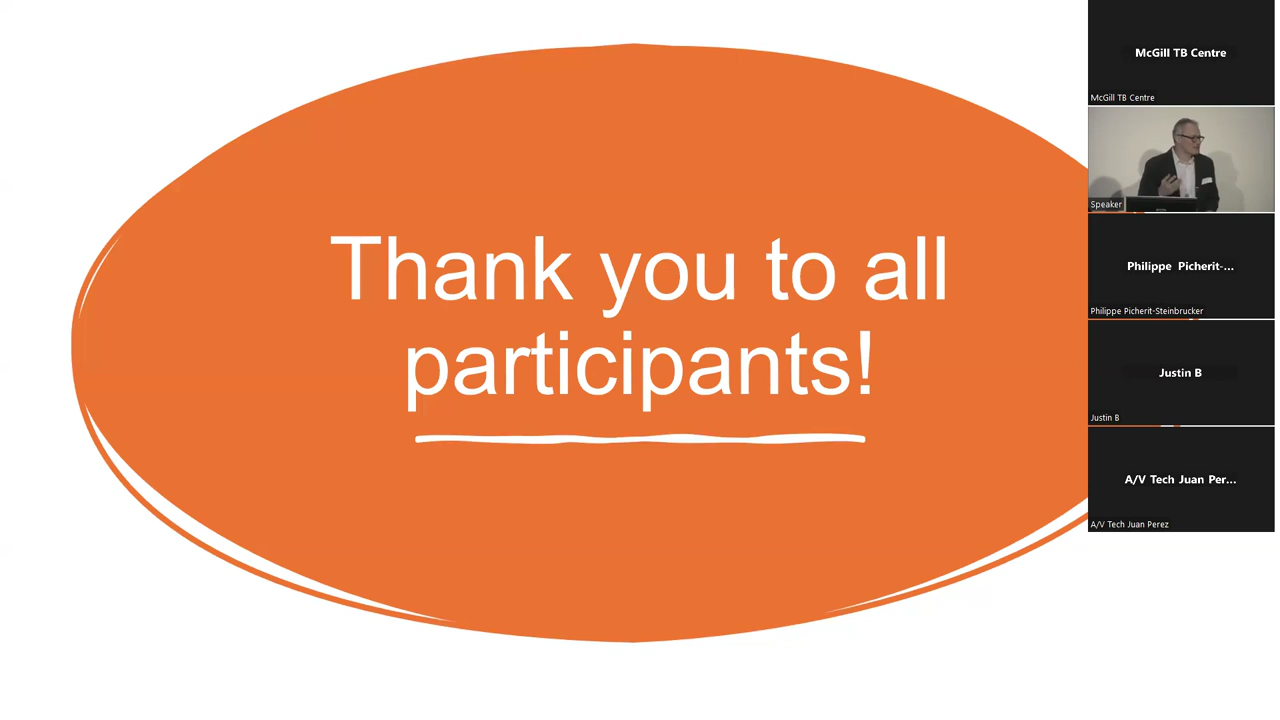 Thank you to all
participants!
McGill TB Centre
McGill TB Centre
Speaker
Philippe Picherit-...
Philippe Picherit-Steinbrucker
Justin B
Justin B
A/V Tech Juan Per...
A/V Tech Juan Perez